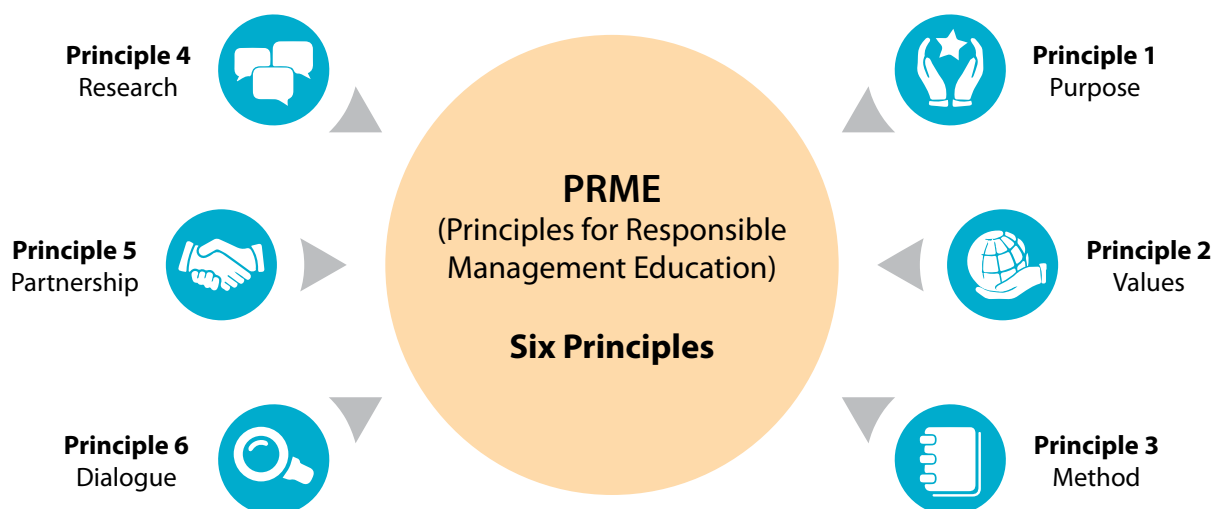 Principle 4
Research
Principle 1
Purpose
PRME
(Principles for Responsible
Management Education)
Six Principles
Principle 5
Partnership
Principle 2
Values
Principle 6
Dialogue
Principle 3
Method